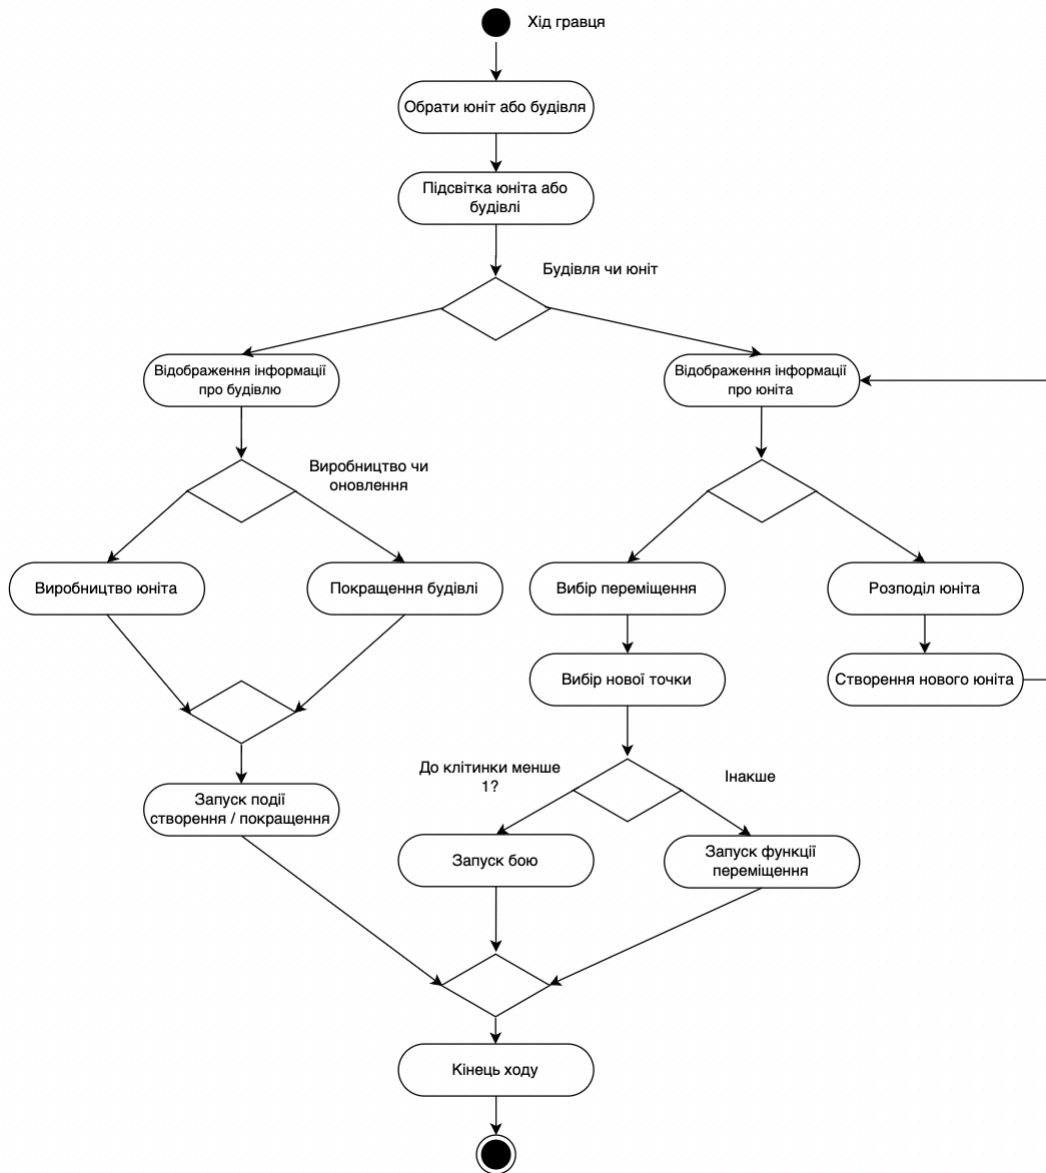 Хід гравця
Обрати юніт або будівля
Підсвітка юніта або
будівлі
Будівля чи юніт
Відображення інформації
про будівлю
Відображення інформації
про юніта
Виробництво чи
оновлення
Виробництво юніта
Покращення будівлі
Вибір переміщення
Розподіл юніта
Вибір нової точки
Створення нового юніта
До клітинки менше
1?
Інакше
Запуск події
створення / покращення
Запуск бою
Запуск функції
переміщення
Кінець ходу